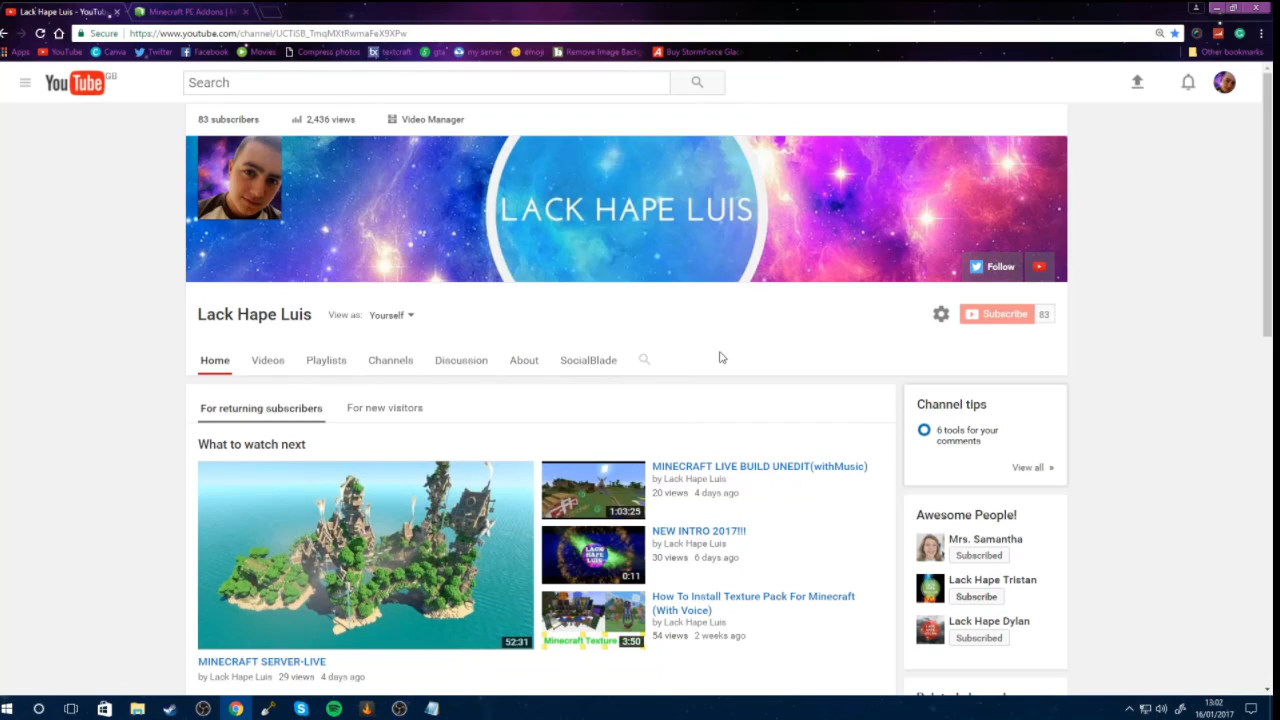 Lack Hape Luis - YouTub
Minecraft PE Addons | M
Secure
https://www.youtube.com/channel/UCTiSB_TmqMXtRwmaFeX9XPw
Apps
YouTube
Canva
Twitter
Facebook
Movies
Compress photos
textcraft
gta
my server
emoji
Remove Image Back
Buy StormForce Gla
Other bookmarks
YouTube GB
Search
83 subscribers
2,436 views
Video Manager
LACK HAPE LUIS
Follow
Lack Hape Luis
View as: Yourself
Subscribe 83
Home
Videos
Playlists
Channels
Discussion
About
SocialBlade
For returning subscribers
For new visitors
What to watch next
52:31
MINECRAFT SERVER-LIVE
by Lack Hape Luis 29 views 4 days ago
1:03:25
MINECRAFT LIVE BUILD UNEDIT(withMusic)
by Lack Hape Luis
20 views 4 days ago
LACK HAPE LUIS
0:11
NEW INTRO 2017!!!
by Lack Hape Luis
30 views 6 days ago
Minecraft Texture
3:50
How To Install Texture Pack For Minecraft
(With Voice)
by Lack Hape Luis
54 views 2 weeks ago
Channel tips
6 tools for your
comments
View all »
Awesome People!
Mrs. Samantha
Subscribed
Lack Hape Tristan
Subscribe
Lack Hape Dylan
Subscribed
13:02
16/01/2017